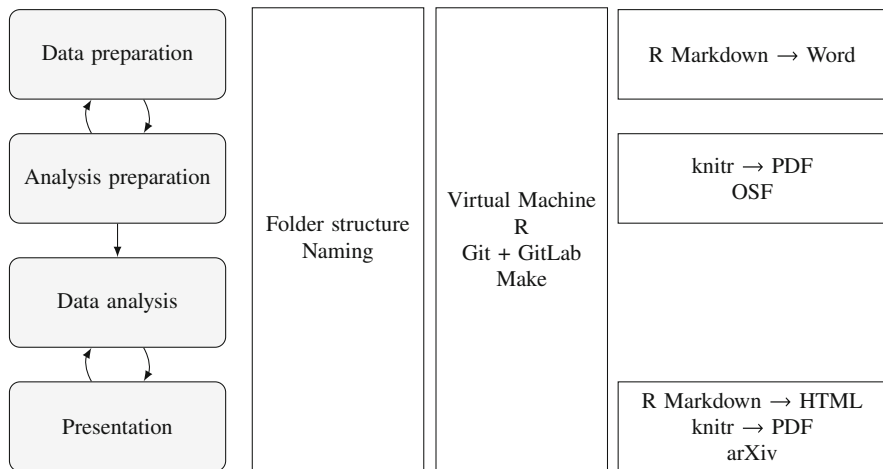 Data preparation
Analysis preparation
Data analysis
Presentation
Folder structure
Naming
Virtual Machine
R
Git + GitLab
Make
R Markdown → Word
knitr → PDF
OSF
R Markdown → HTML
knitr → PDF
arXiv